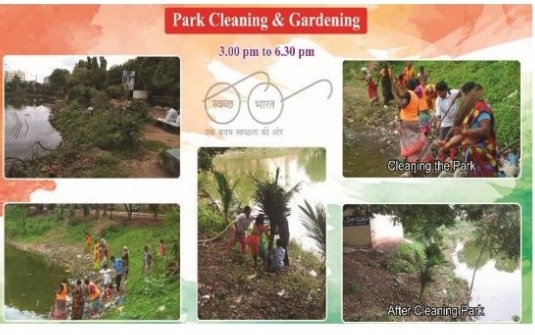 Park Cleaning & Gardening
3.00 pm to 6.30 pm
स्वच्छ भारत
एक कदम स्वच्छता की ओर
Cleaning the Park
After Cleaning Park